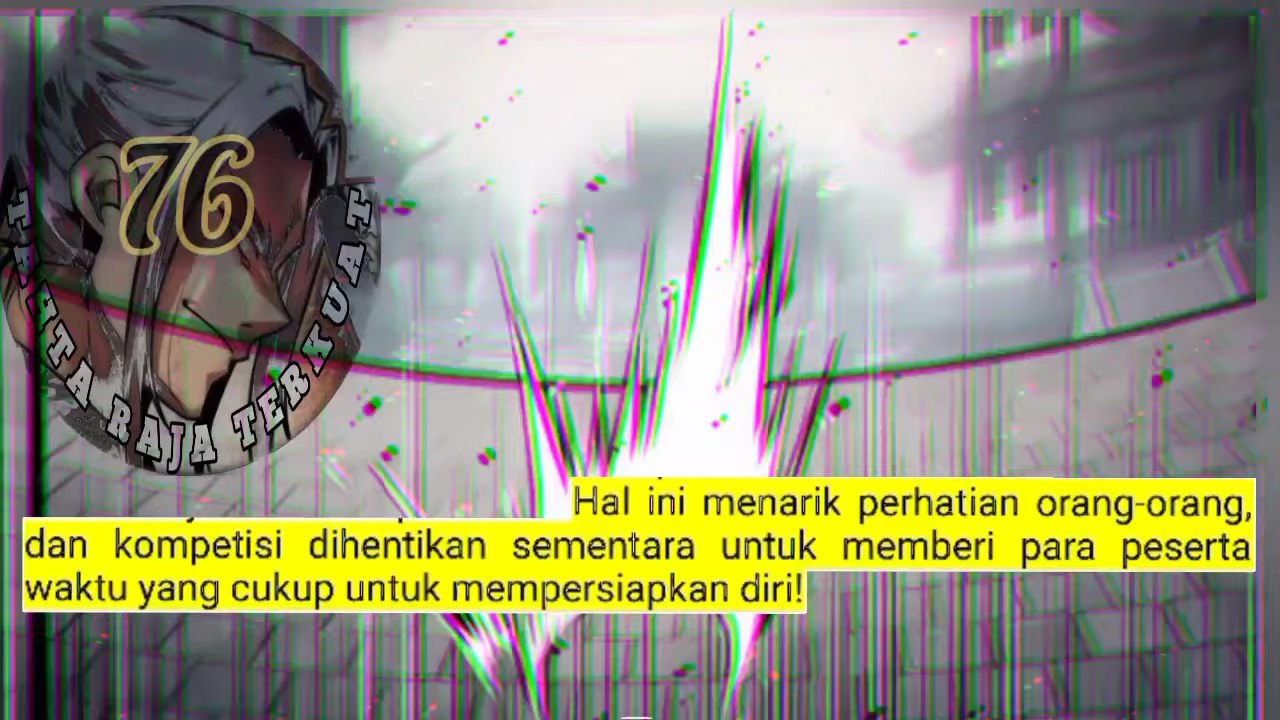 76
TAHTA RAJA TERKUAT
Hal ini menarik perhatian orang-orang,
dan kompetisi dihentikan sementara untuk memberi para peserta
waktu yang cukup untuk mempersiapkan diri!